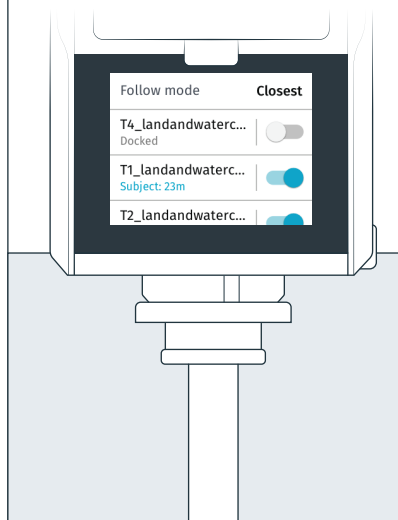 Follow mode Closest
T4_landandwaterc...
Docked
T1_landandwaterc...
Subject: 23m
T2_landandwaterc...